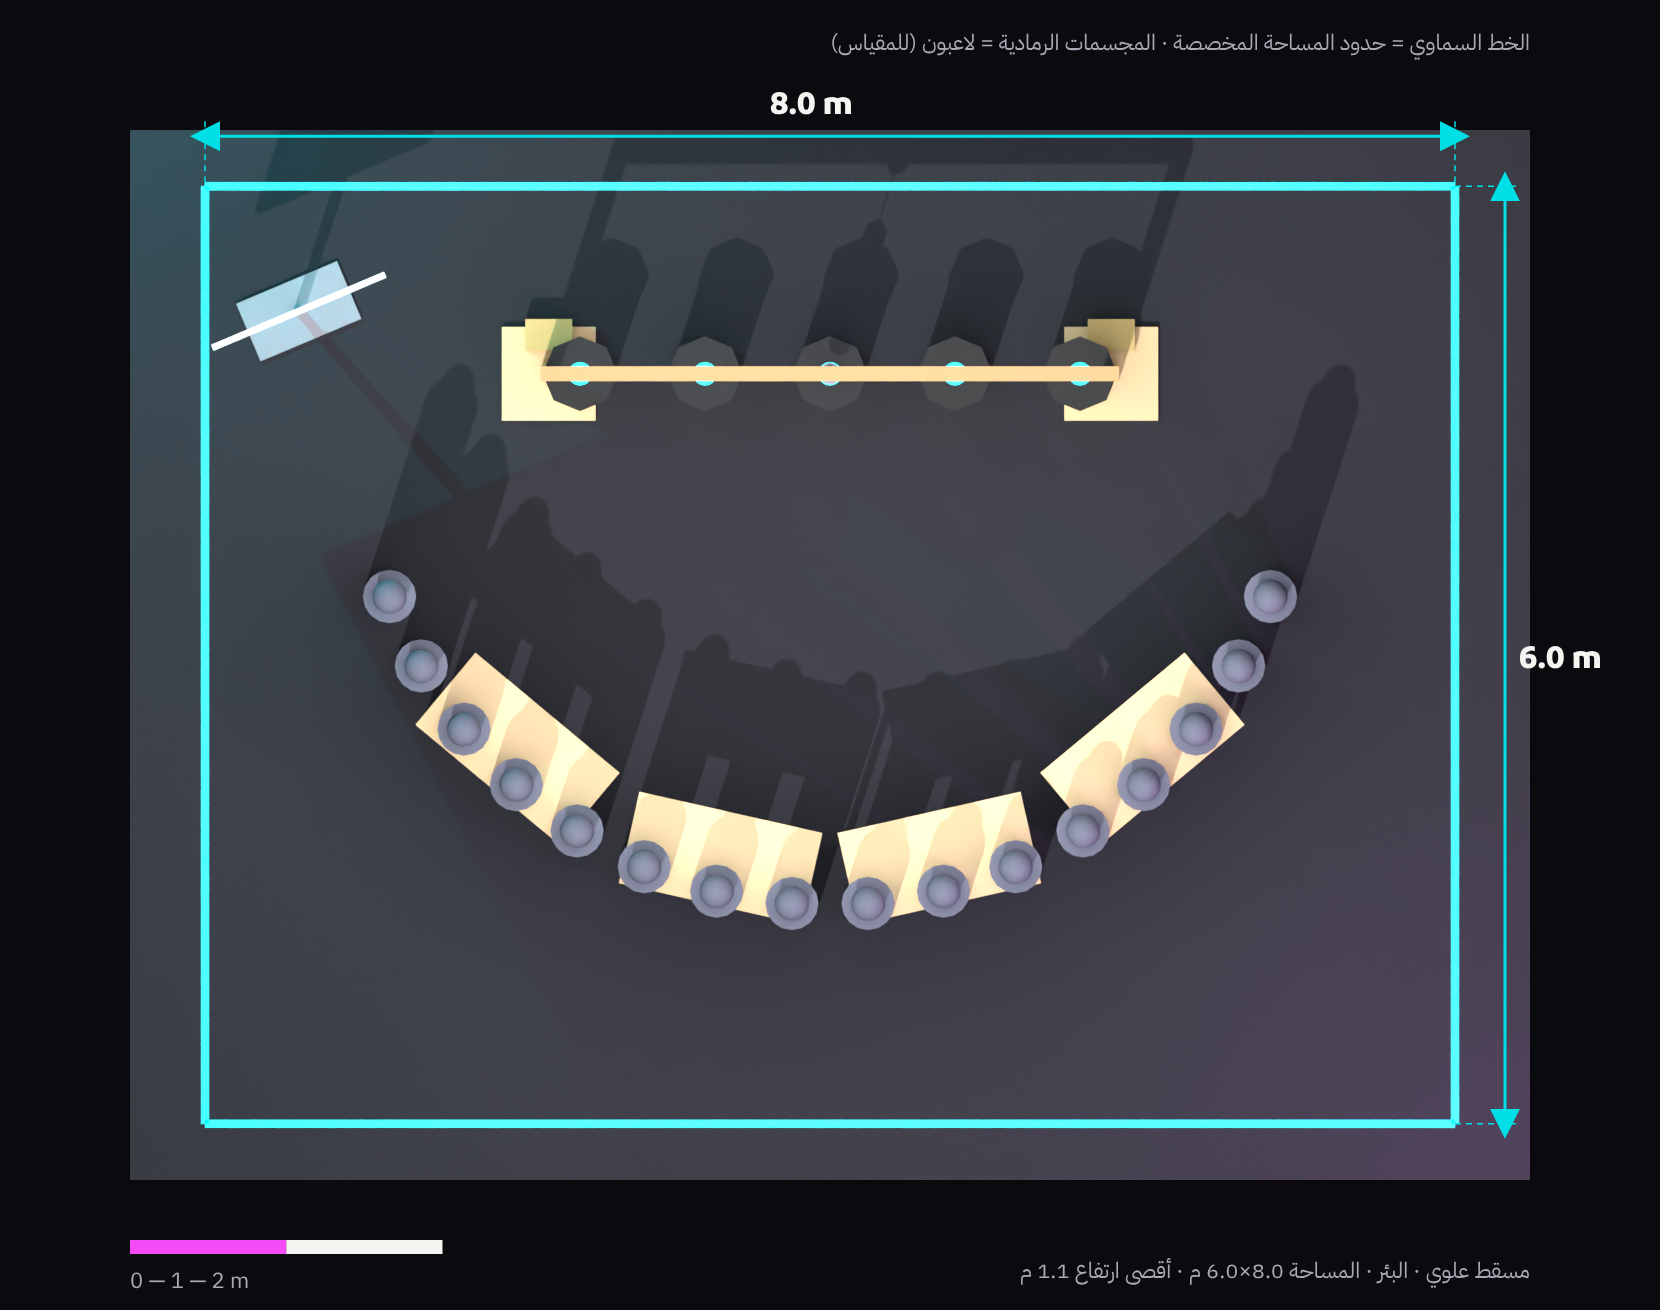 الخط السماوي = حدود المساحة المخصصة · المجسمات الرمادية = لاعبون (للمقياس)
8.0 m
6.0 m
0 — 1 — 2 m
مسقط علوي · البئر · المساحة 8.0×6.0 م · أقصى ارتفاع 1.1 م